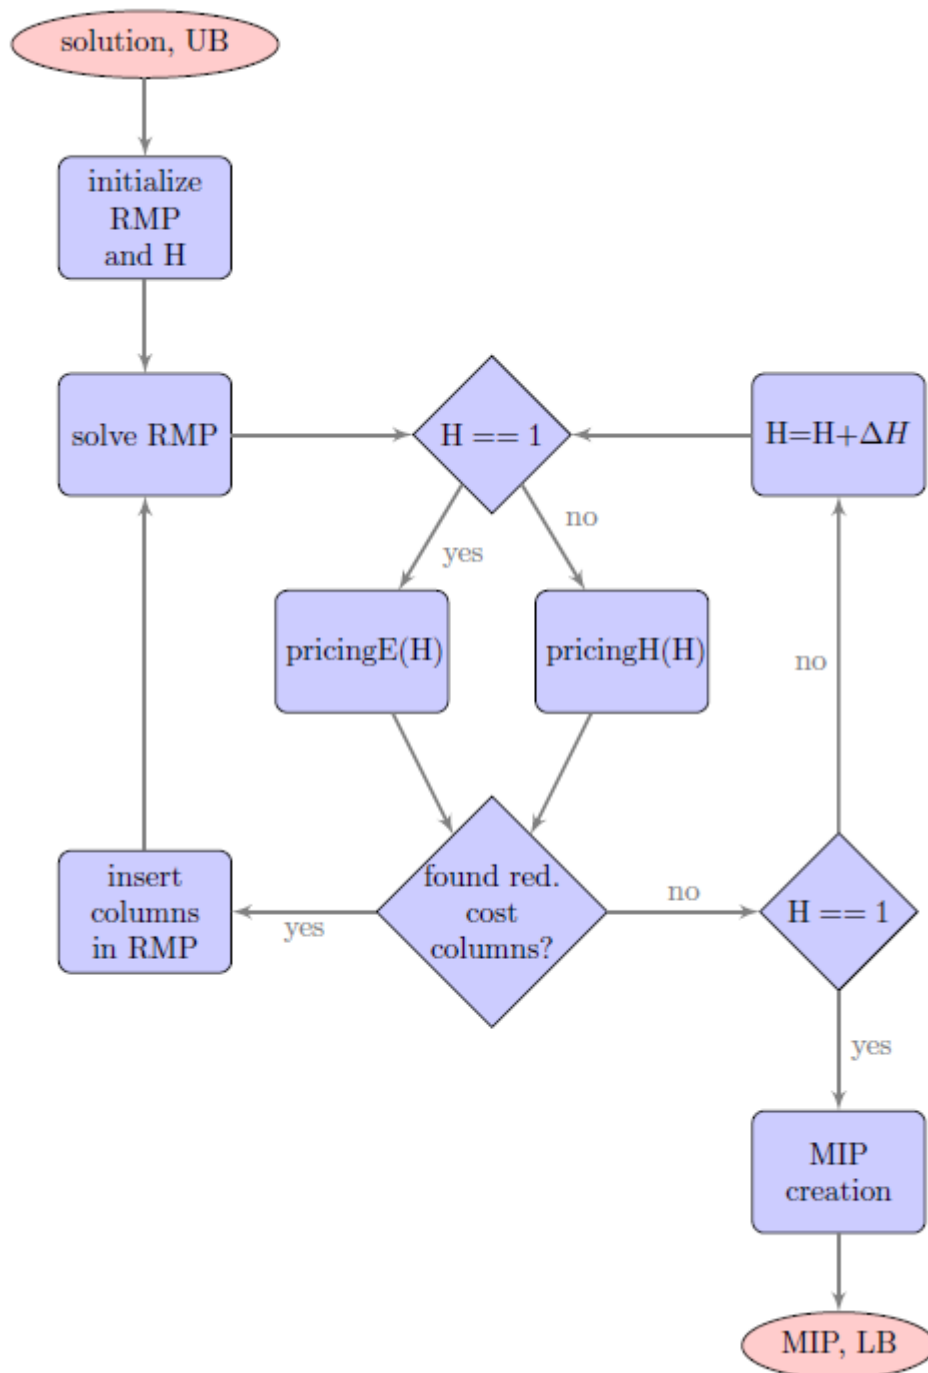 solution, UB
initialize
RMP
and H
solve RMP
H == 1
H=H+ΔH
yes
no
pricingE(H)
pricingH(H)
no
insert
columns
in RMP
yes
found red.
cost
columns?
no
H == 1
yes
MIP
creation
MIP, LB